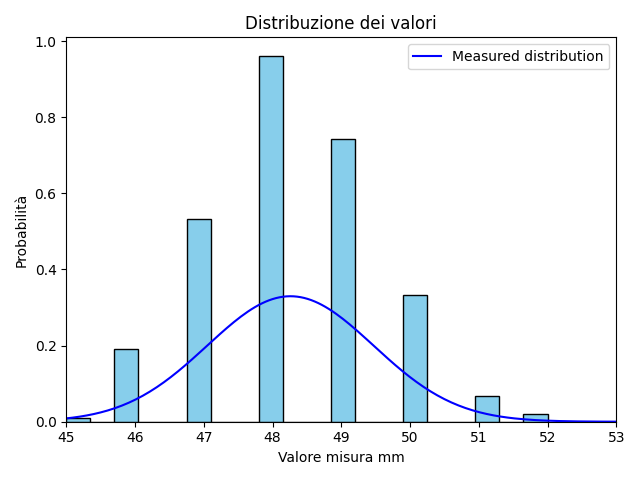 Distribuzione dei valori
Measured distribution
1.0
0.8
0.6
0.4
0.2
0.0
Probabilità
45 46 47 48 49 50 51 52 53
Valore misura mm